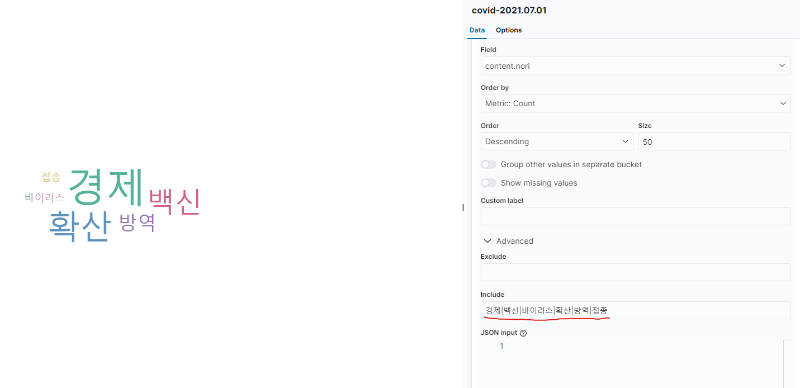 covid-2021.07.01
Data Options
Field
content.nori
Order by
Metric: Count
Order Size
Descending 50
Group other values in separate bucket
Show missing values
Custom label
Advanced
Exclude
Include
경제|백신|바이러스|확산|방역|접종
JSON input
1
접종 경제
바이러스 백신
확산 방역